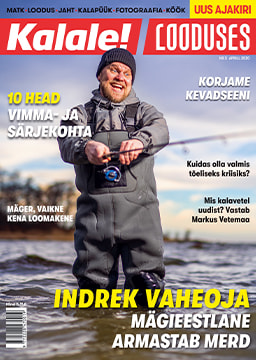 MATK · LOODUS · JAHT · KALAPÜÜK · FOTOGRAAFIA · KÖÖK
UUS AJAKIRI
Kalale! LOODUSES
KORJAME
KEVADSEENI
10 HEAD
VIMMA- JA
SÄRJEKOHTA
Kuidas olla valmis
tõeliseks kriisiks?
MÄGER, VAIKNE
KENA LOOMAKENE
Mis kalavetel
uudist? Vastab
Markus Vetemaa
INDREK VAHEOJA
MÄGIEESTLANE
ARMASTAB MERD